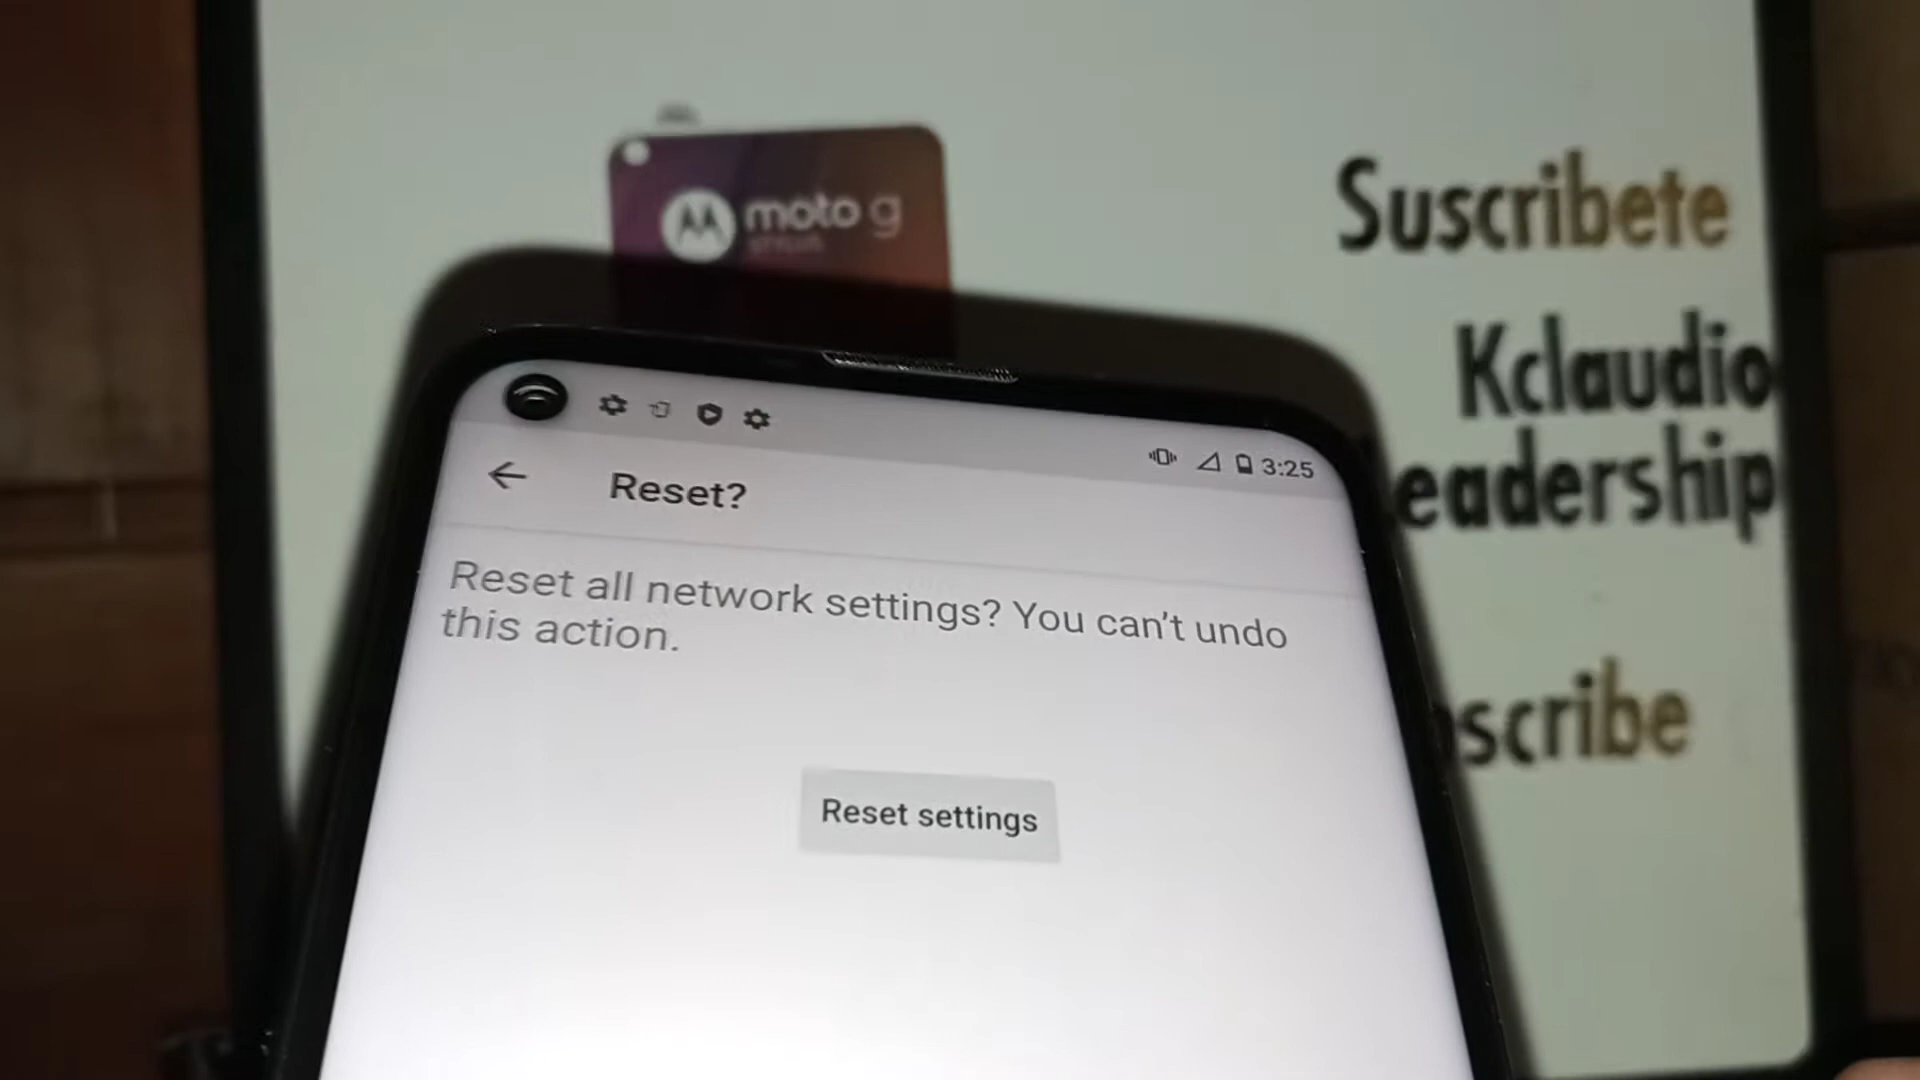 moto g
stylus
Suscribete
Kclaudio
eadership
scribe
3:25
Reset?
Reset all network settings? You can't undo
this action.
Reset settings